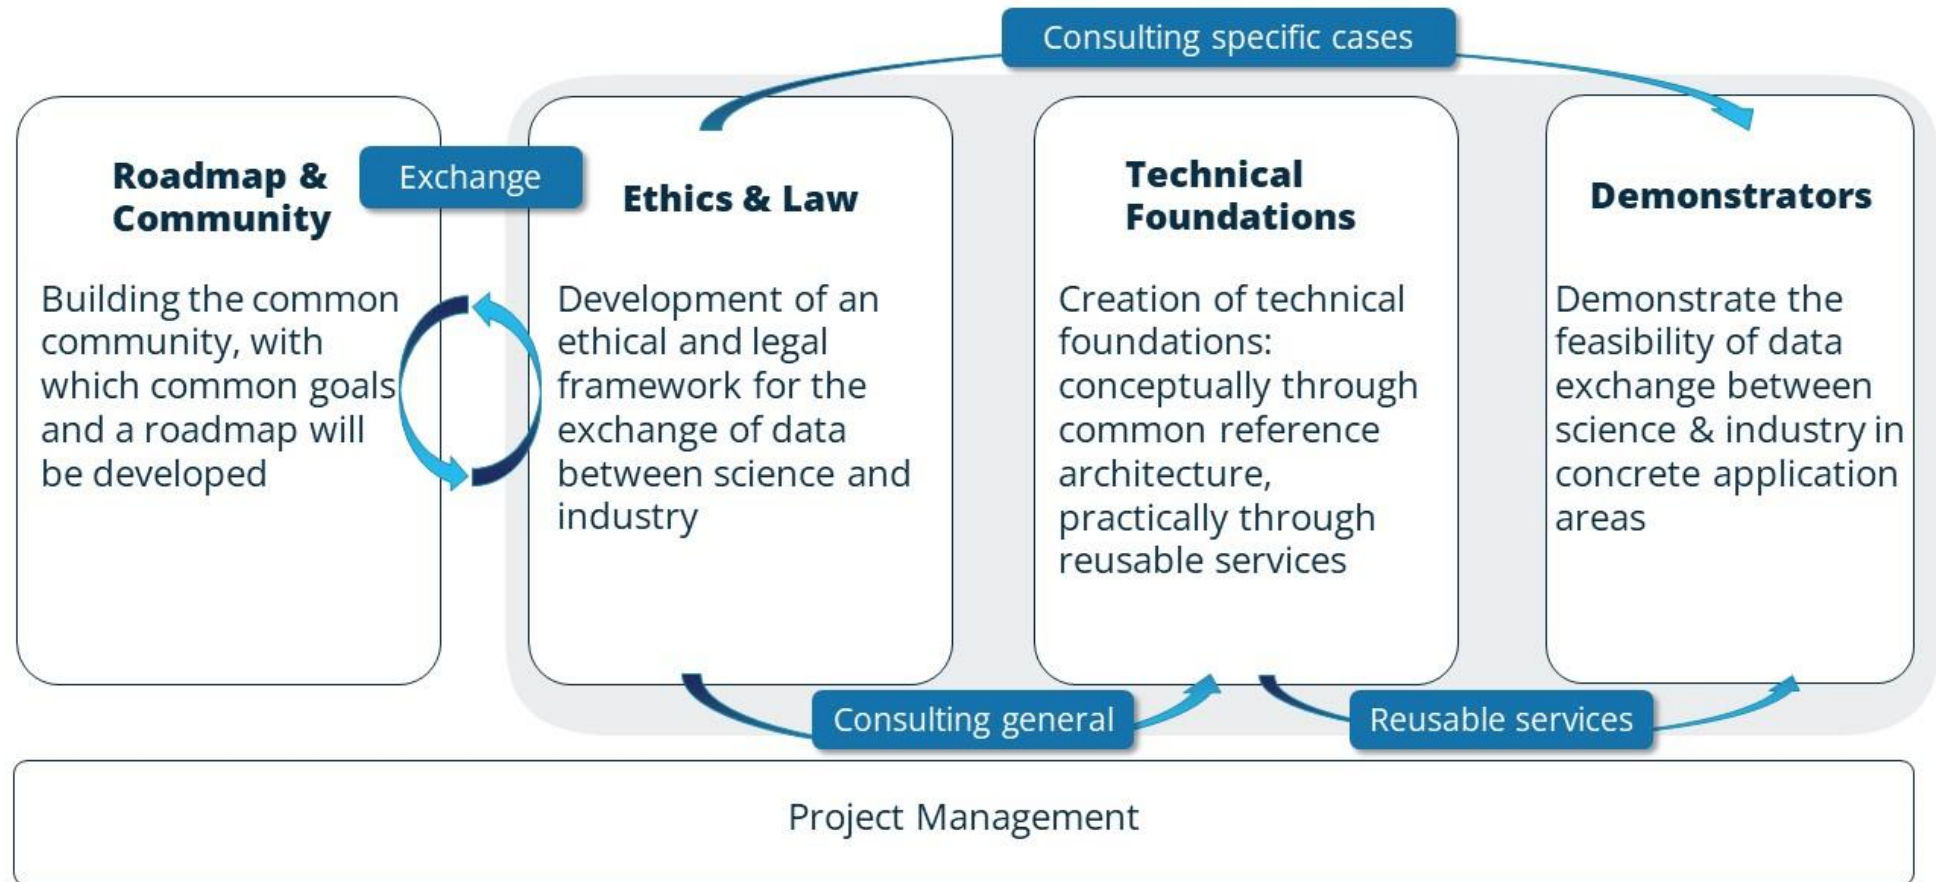 Consulting specific cases
Roadmap &
Community
Exchange
Ethics & Law
Technical
Foundations
Demonstrators
Building the common
community, with
which common goals
and a roadmap will
be developed
Development of an
ethical and legal
framework for the
exchange of data
between science and
industry
Creation of technical
foundations:
conceptually through
common reference
architecture,
practically through
reusable services
Demonstrate the
feasibility of data
exchange between
science & industry in
concrete application
areas
Consulting general
Reusable services
Project Management